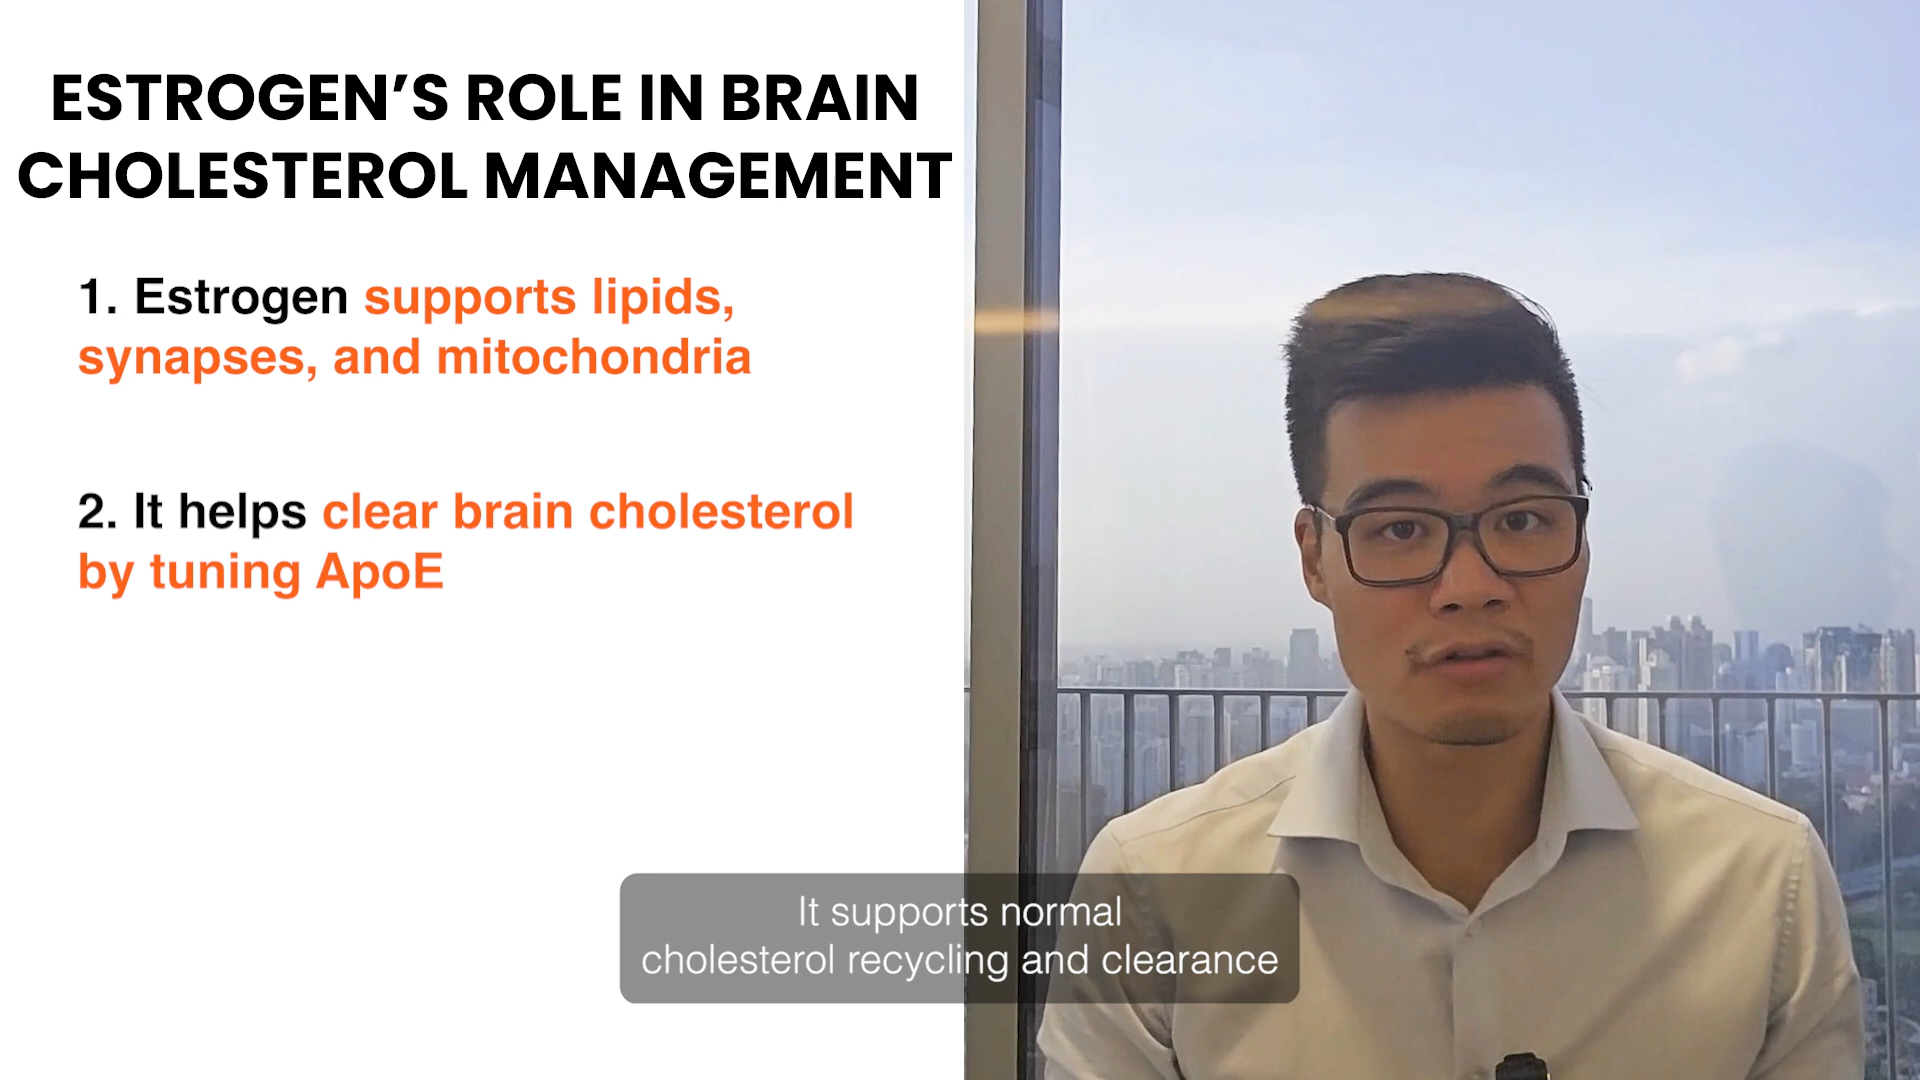 ESTROGEN’S ROLE IN BRAIN
CHOLESTEROL MANAGEMENT
1. Estrogen supports lipids,
synapses, and mitochondria
2. It helps clear brain cholesterol
by tuning ApoE
It supports normal
cholesterol recycling and clearance